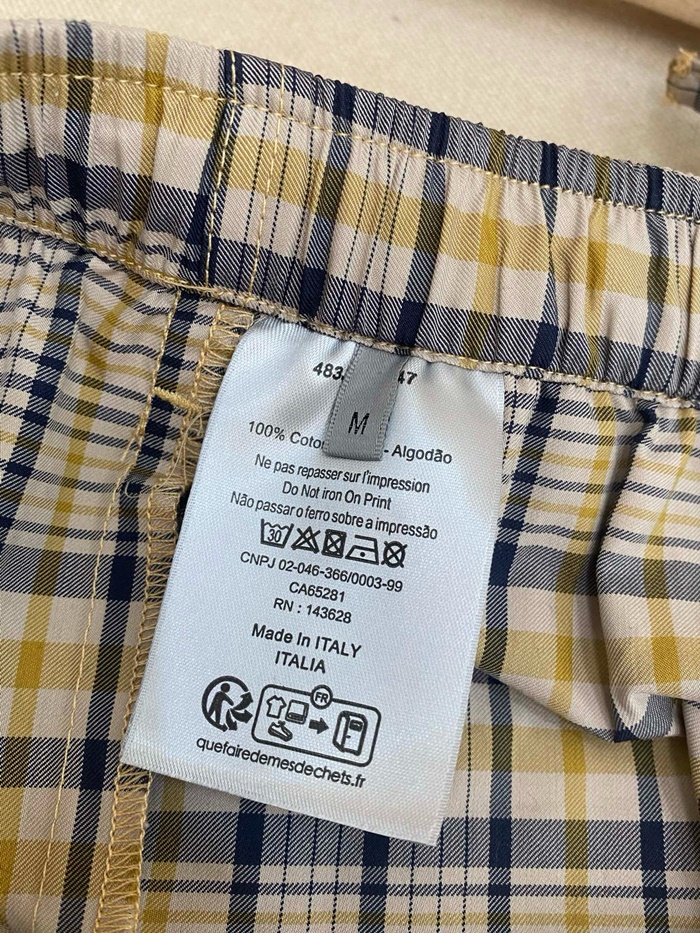 483 47
M
100% Coto - Algodão
Ne pas repasser sur l'impression
Do Not iron On Print
Não passar o ferro sobre a impressão
30
CNPJ 02-046-366/0003-99
CA65281
RN : 143628
Made In ITALY
ITALIA
FR
quefairedemesdechets.fr